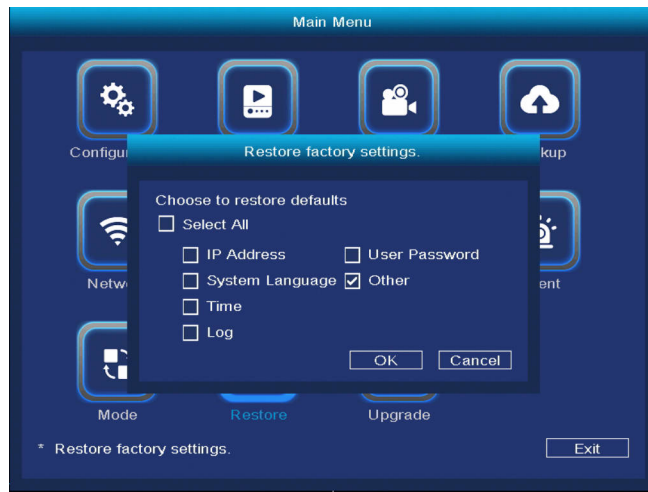 Main Menu
Configu
kup
Restore factory settings.
Choose to restore defaults
Select All
IP Address
User Password
System Language
Other
Time
Log
OK
Cancel
Netw
ent
Mode
Restore
Upgrade
* Restore factory settings.
Exit